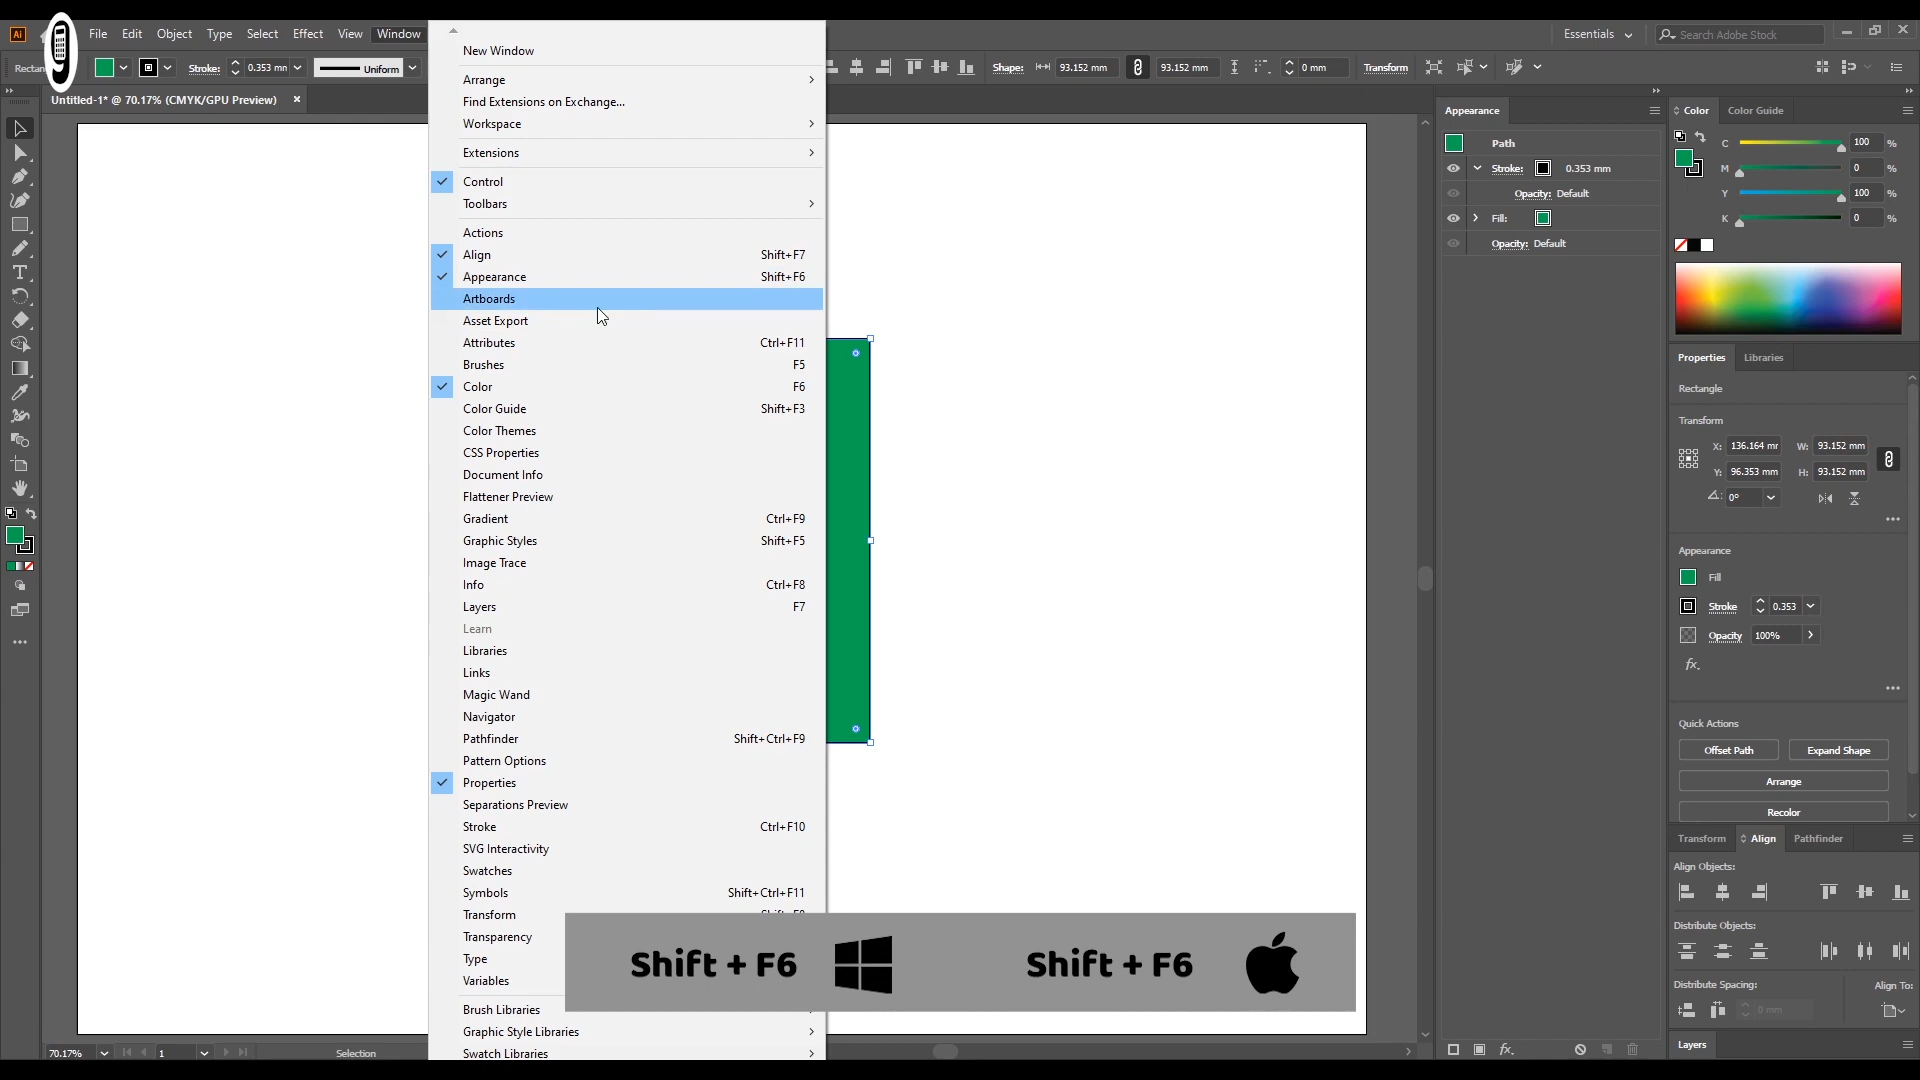 Ai
File Edit Object Type Select Effect View Window
Essentials
Search Adobe Stock
Stroke: 0.353 mm Uniform
Shape: 93.152 mm 93.152 mm 0 mm Transform
Untitled-1* @ 70.17% (CMYK/GPU Preview)
New Window
Arrange
Find Extensions on Exchange...
Workspace
Extensions
Control
Toolbars
Actions
Align Shift+F7
Appearance Shift+F6
Artboards
Asset Export
Attributes Ctrl+F11
Brushes F5
Color F6
Color Guide Shift+F3
Color Themes
CSS Properties
Document Info
Flattener Preview
Gradient Ctrl+F9
Graphic Styles Shift+F5
Image Trace
Info Ctrl+F8
Layers F7
Learn
Libraries
Links
Magic Wand
Navigator
Pathfinder Shift+Ctrl+F9
Pattern Options
Properties
Separations Preview
Stroke Ctrl+F10
SVG Interactivity
Swatches
Symbols Shift+Ctrl+F11
Transform
Transparency
Type
Variables
Brush Libraries
Graphic Style Libraries
Swatch Libraries
Shift + F6
Shift + F6
70.17% 1 Selection
Appearance
Path
Stroke: 0.353 mm
Opacity: Default
Fill:
Opacity: Default
fx.
Color Color Guide
C 100 %
M 0 %
Y 100 %
K 0 %
Properties Libraries
Rectangle
Transform
X: 136.164 W: 93.152 mm
Y: 96.353 mm H: 93.152 mm
0°
Appearance
Fill
Stroke 0.353
Opacity 100%
fx.
Quick Actions
Offset Path Expand Shape
Arrange
Recolor
Transform Align Pathfinder
Align Objects:
Distribute Objects:
Distribute Spacing: Align To:
0 mm
Layers